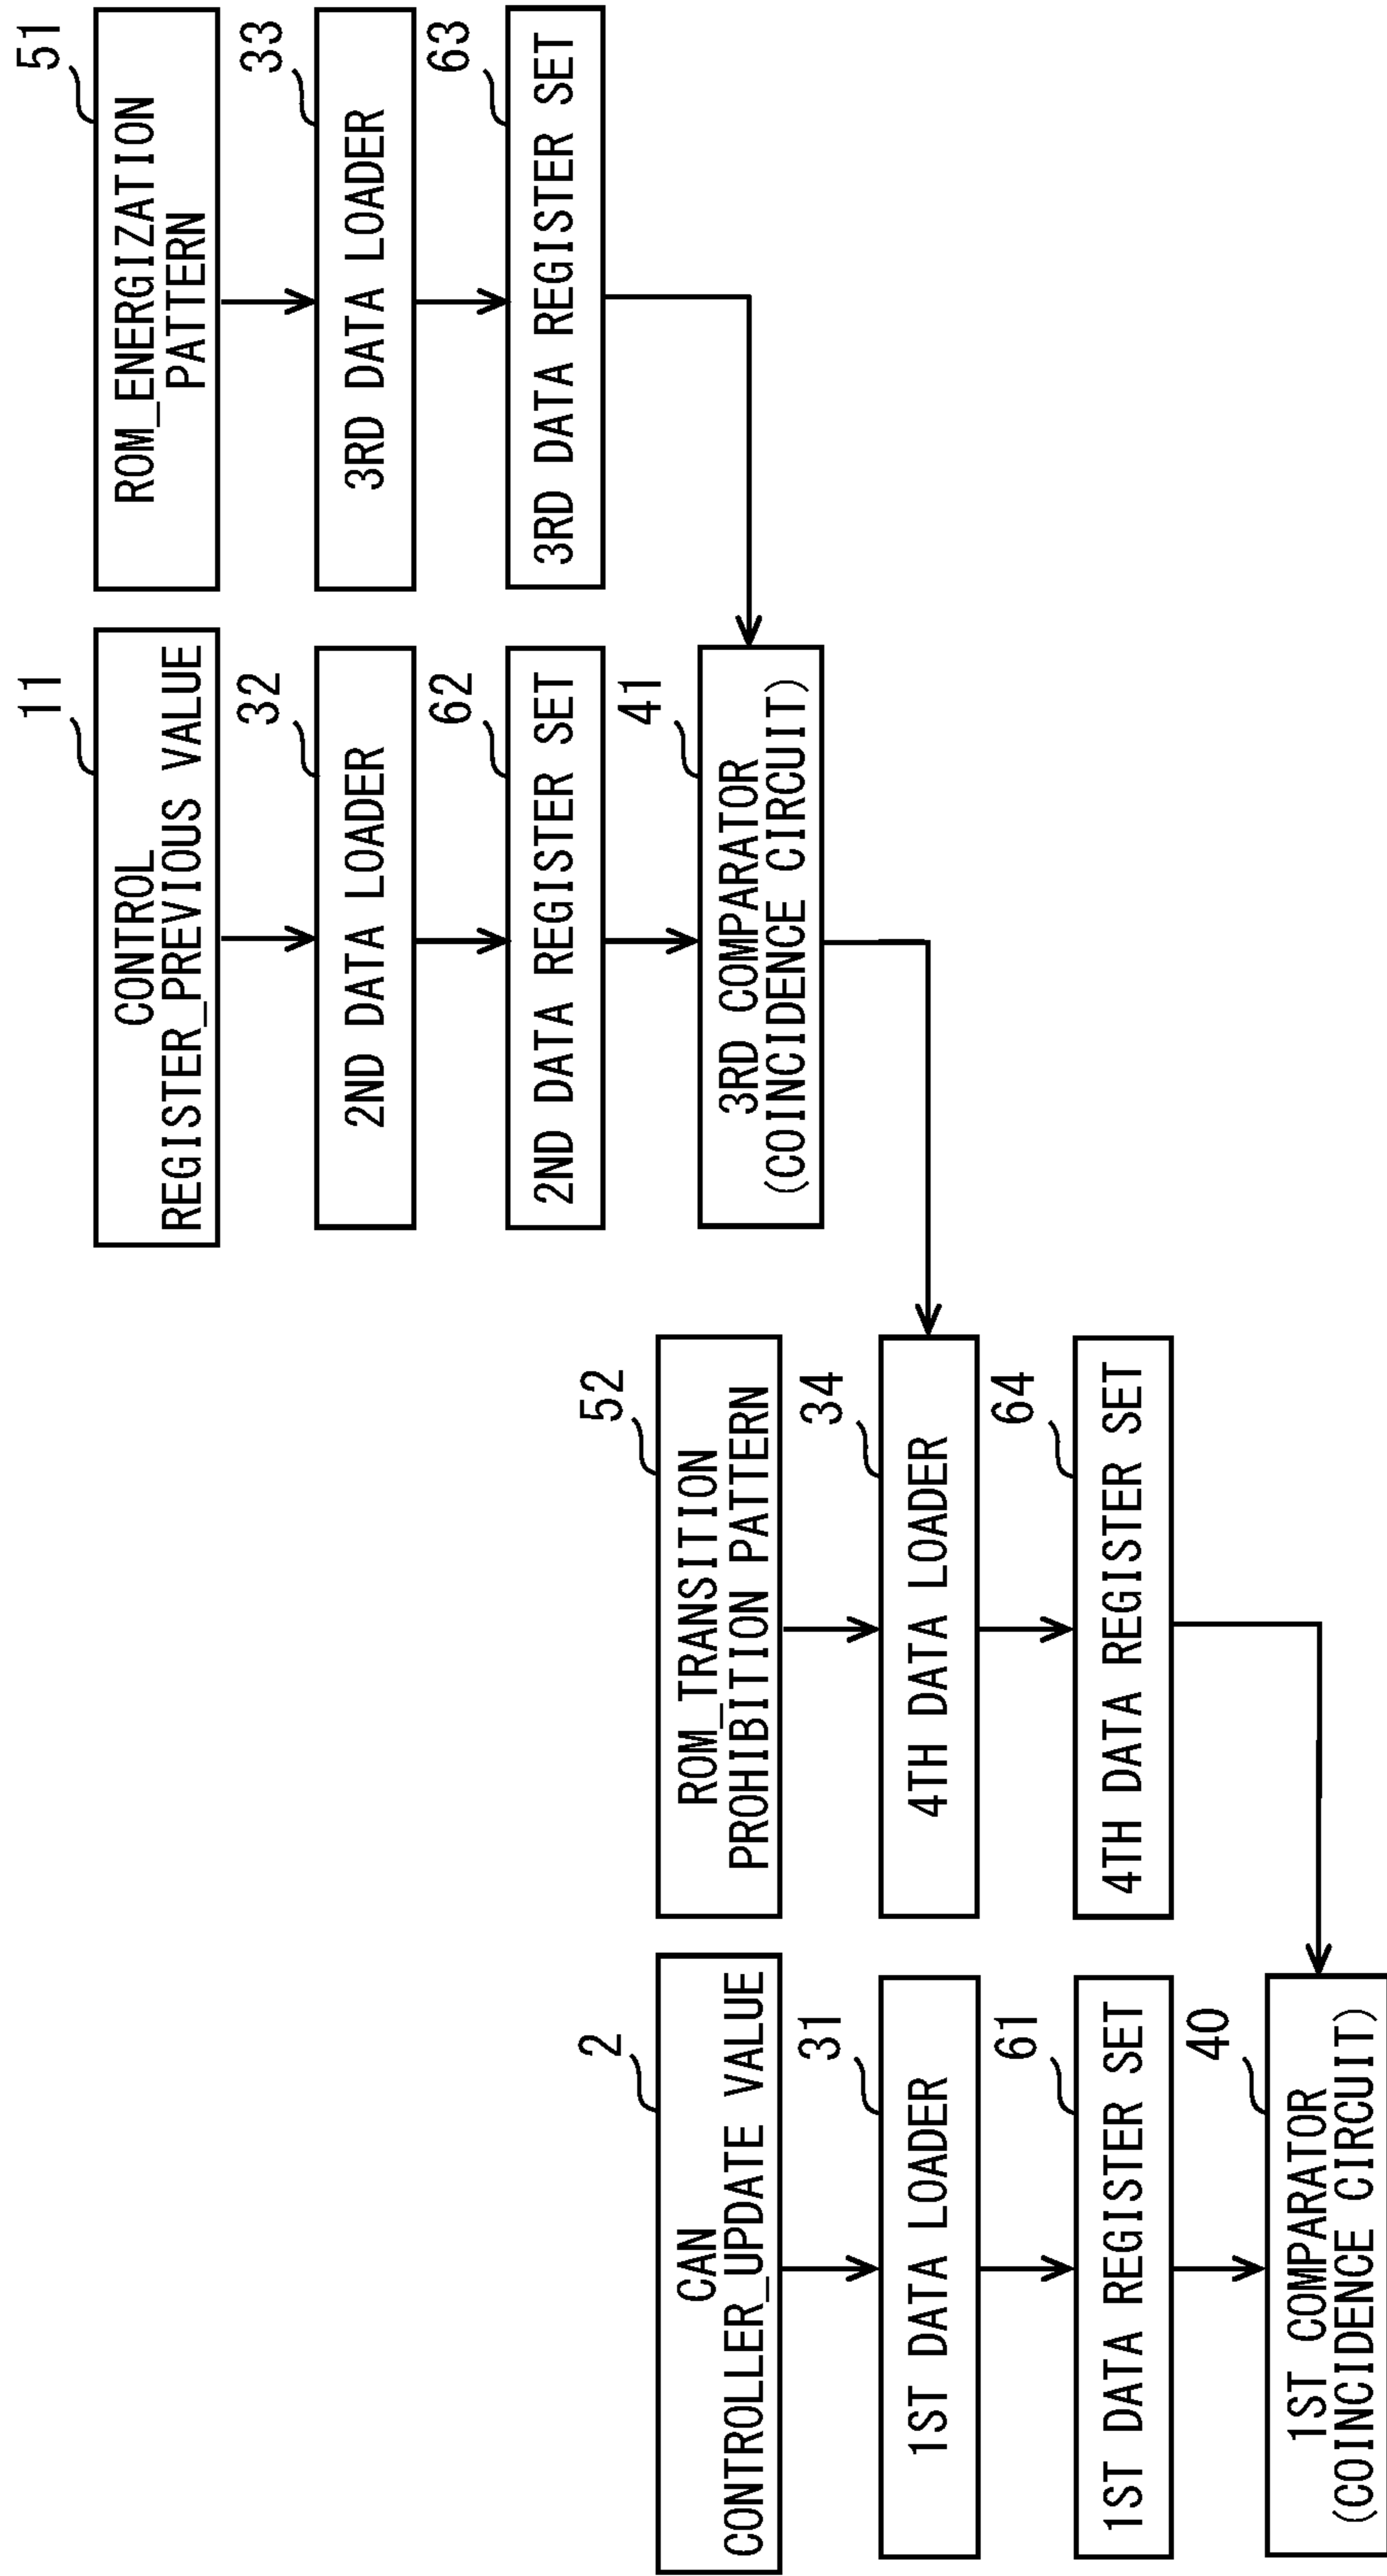 51
ROM_ENERGIZATION
PATTERN
33
3RD DATA LOADER
63
3RD DATA REGISTER SET
11
CONTROL
REGISTER_PREVIOUS VALUE
32
2ND DATA LOADER
62
2ND DATA REGISTER SET
41
3RD COMPARATOR
(COINCIDENCE CIRCUIT)
52
ROM_TRANSITION
PROHIBITION PATTERN
34
4TH DATA LOADER
64
4TH DATA REGISTER SET
2
CAN
CONTROLLER_UPDATE VALUE
31
1ST DATA LOADER
61
1ST DATA REGISTER SET
40
1ST COMPARATOR
(COINCIDENCE CIRCUIT)